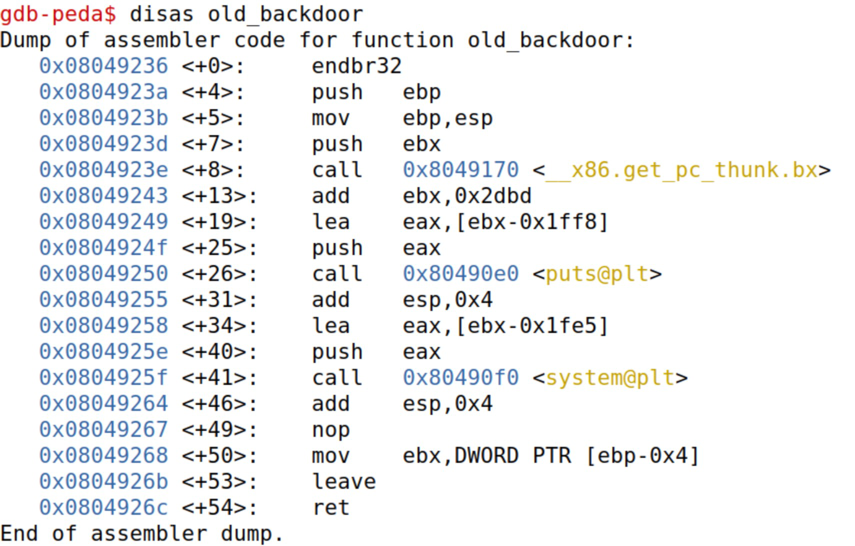 gdb-peda$ disas old_backdoor
Dump of assembler code for function old_backdoor:
   0x08049236 <+0>:     endbr32
   0x0804923a <+4>:     push   ebp
   0x0804923b <+5>:     mov    ebp,esp
   0x0804923d <+7>:     push   ebx
   0x0804923e <+8>:     call   0x8049170 <__x86.get_pc_thunk.bx>
   0x08049243 <+13>:    add    ebx,0x2dbd
   0x08049249 <+19>:    lea    eax,[ebx-0x1ff8]
   0x0804924f <+25>:    push   eax
   0x08049250 <+26>:    call   0x80490e0 <puts@plt>
   0x08049255 <+31>:    add    esp,0x4
   0x08049258 <+34>:    lea    eax,[ebx-0x1fe5]
   0x0804925e <+40>:    push   eax
   0x0804925f <+41>:    call   0x80490f0 <system@plt>
   0x08049264 <+46>:    add    esp,0x4
   0x08049267 <+49>:    nop
   0x08049268 <+50>:    mov    ebx,DWORD PTR [ebp-0x4]
   0x0804926b <+53>:    leave
   0x0804926c <+54>:    ret
End of assembler dump.